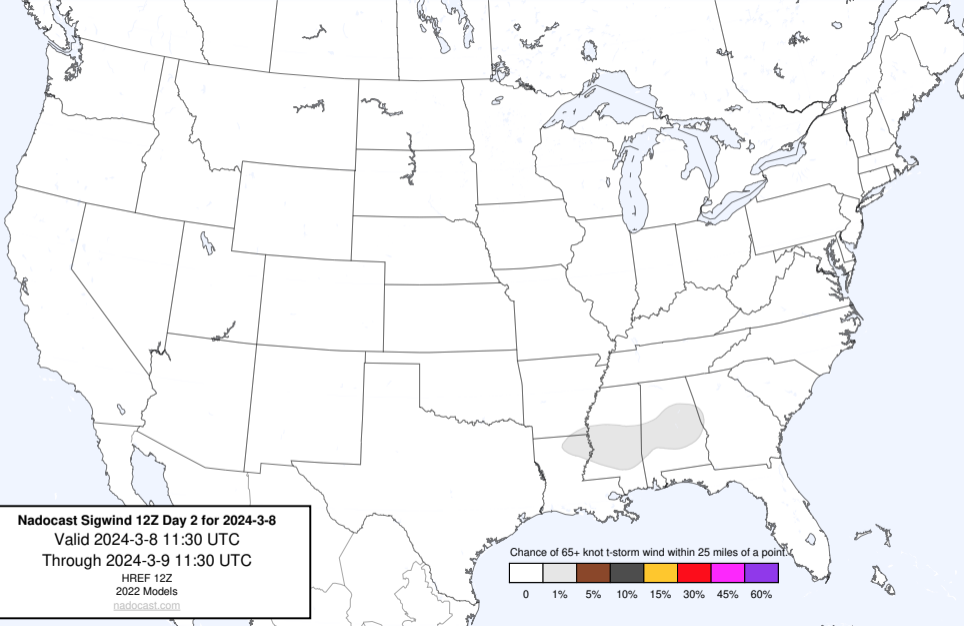 Nadocast Sigwind 12Z Day 2 for 2024-3-8
Valid 2024-3-8 11:30 UTC
Through 2024-3-9 11:30 UTC
HREF 12Z
2022 Models
nadocast.com
Chance of 65+ knot t-storm wind within 25 miles of a point.
0 1% 5% 10% 15% 30% 45% 60%